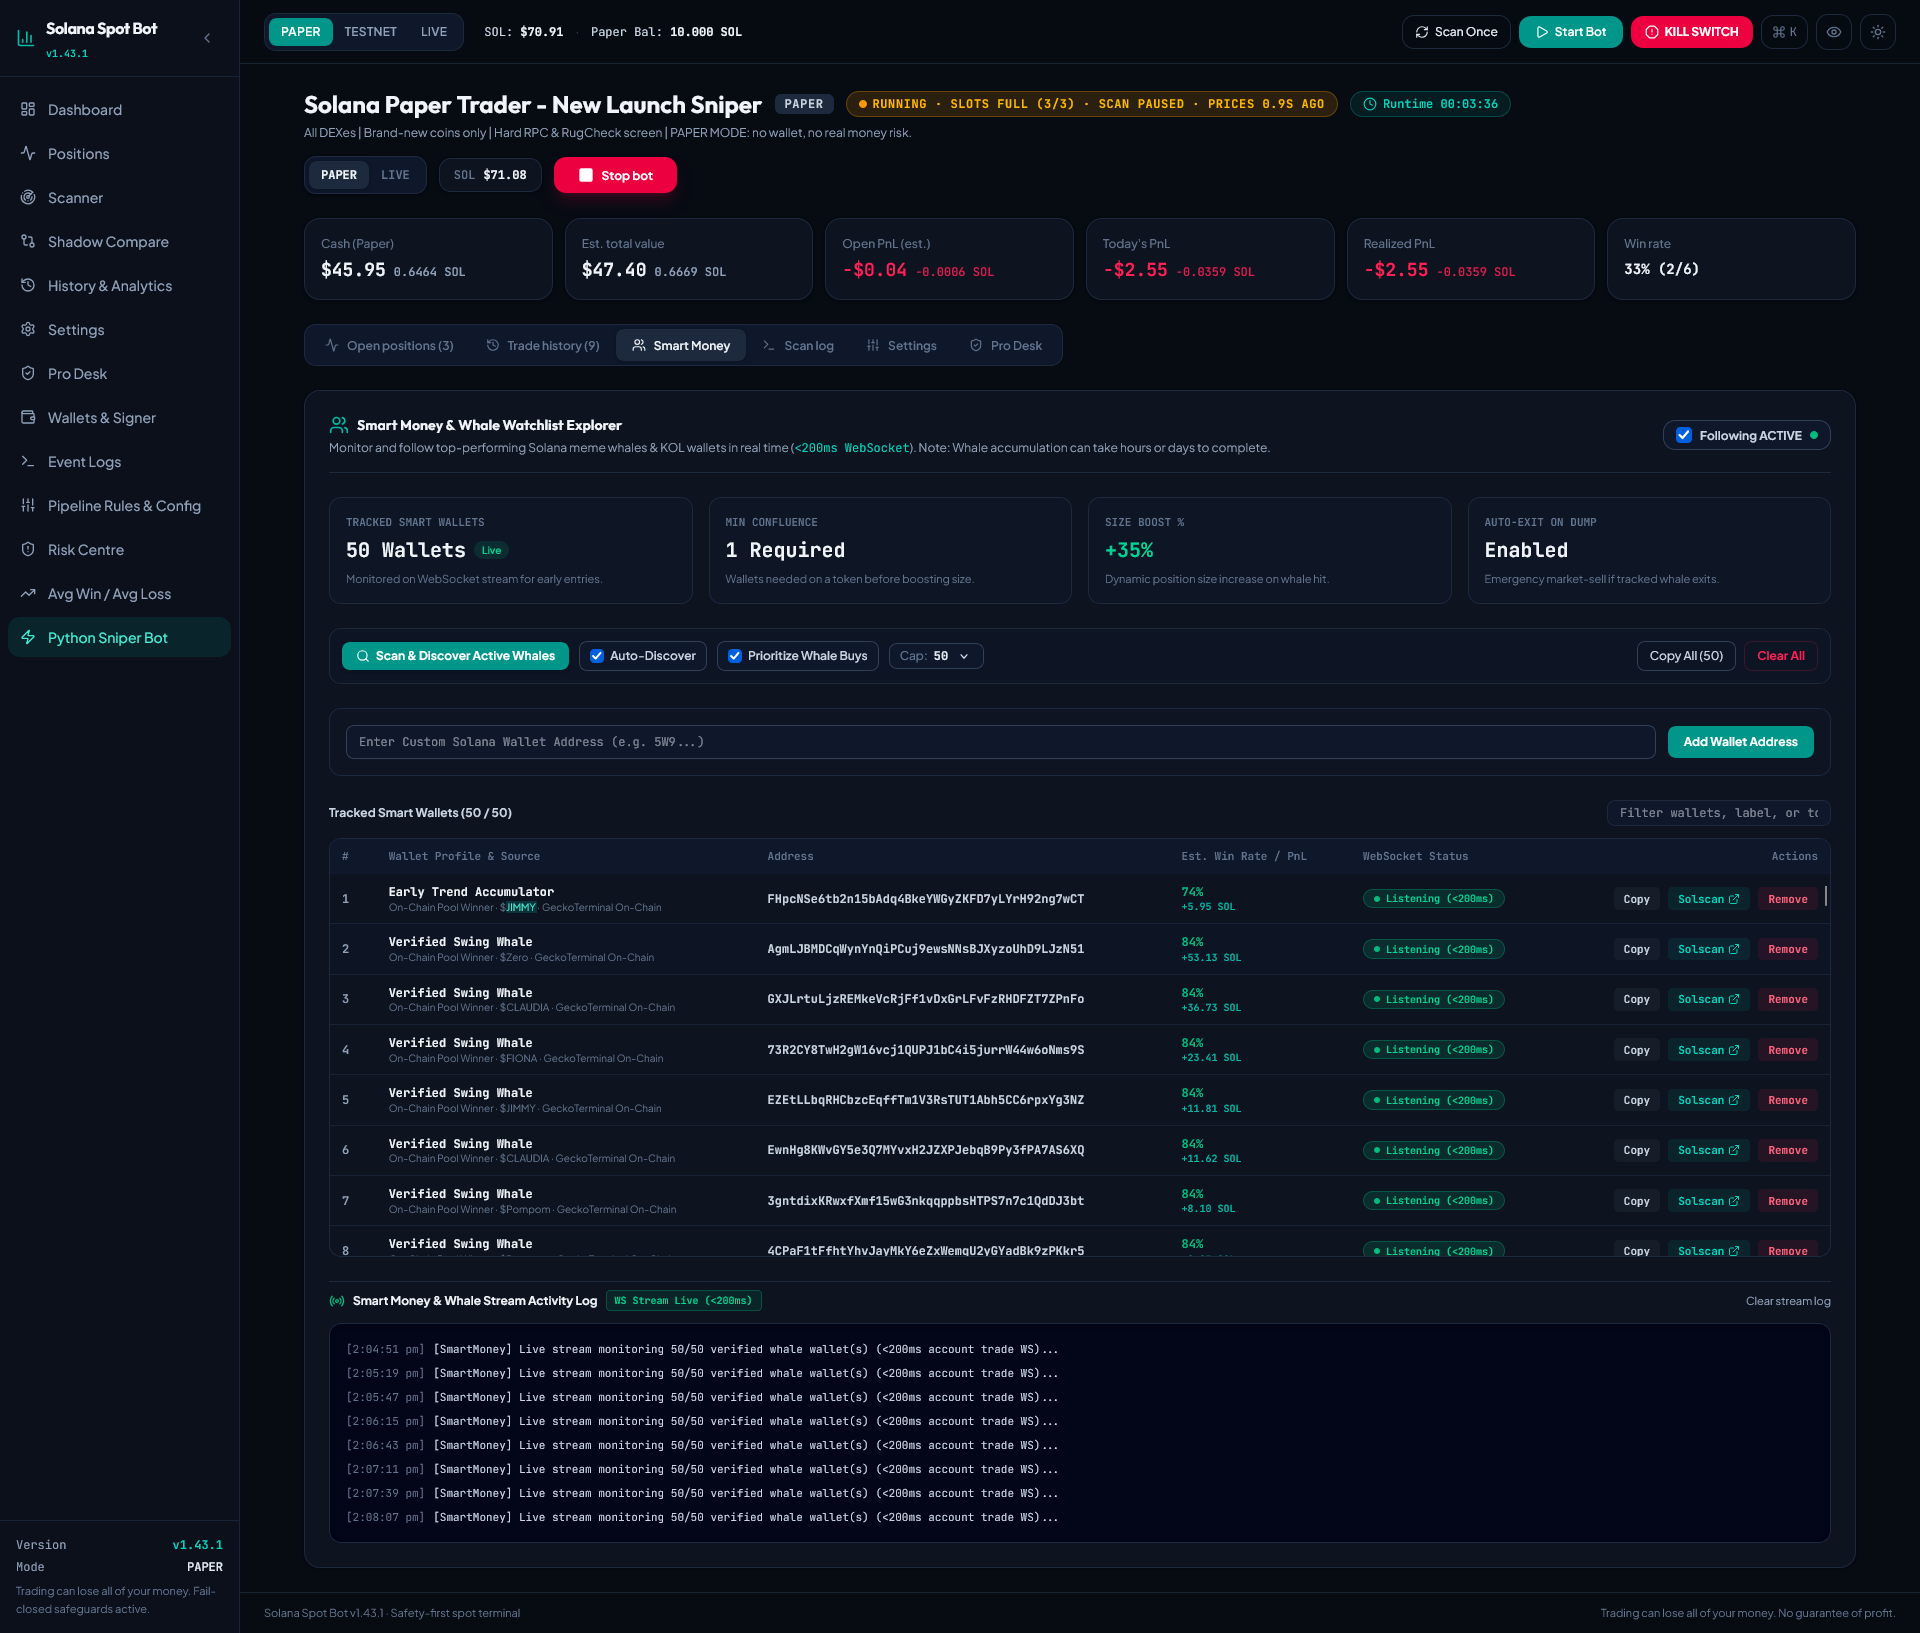 Solana Spot Bot
v1.43.1
PAPER TESTNET LIVE SOL: $70.91 · Paper Bal: 10.000 SOL
Scan Once Start Bot KILL SWITCH ⌘ K
Dashboard
Positions
Scanner
Shadow Compare
History & Analytics
Settings
Pro Desk
Wallets & Signer
Event Logs
Pipeline Rules & Config
Risk Centre
Avg Win / Avg Loss
Python Sniper Bot
Version v1.43.1
Mode PAPER
Trading can lose all of your money. Fail-
closed safeguards active.
Solana Paper Trader - New Launch Sniper PAPER RUNNING · SLOTS FULL (3/3) · SCAN PAUSED · PRICES 0.9S AGO Runtime 00:03:36
All DEXes | Brand-new coins only | Hard RPC & RugCheck screen | PAPER MODE: no wallet, no real money risk.
PAPER LIVE SOL $71.08 Stop bot
Cash (Paper)
$45.95 0.6464 SOL
Est. total value
$47.40 0.6669 SOL
Open PnL (est.)
-$0.04 -0.0006 SOL
Today's PnL
-$2.55 -0.0359 SOL
Realized PnL
-$2.55 -0.0359 SOL
Win rate
33% (2/6)
Open positions (3) Trade history (9) Smart Money Scan log Settings Pro Desk
Smart Money & Whale Watchlist Explorer
Monitor and follow top-performing Solana meme whales & KOL wallets in real time (<200ms WebSocket). Note: Whale accumulation can take hours or days to complete.
Following ACTIVE
TRACKED SMART WALLETS
50 Wallets Live
Monitored on WebSocket stream for early entries.
MIN CONFLUENCE
1 Required
Wallets needed on a token before boosting size.
SIZE BOOST %
+35%
Dynamic position size increase on whale hit.
AUTO-EXIT ON DUMP
Enabled
Emergency market-sell if tracked whale exits.
Scan & Discover Active Whales Auto-Discover Prioritize Whale Buys Cap: 50 Copy All (50) Clear All
Enter Custom Solana Wallet Address (e.g. 5W9...) Add Wallet Address
Tracked Smart Wallets (50 / 50) Filter wallets, label, or to
# Wallet Profile & Source Address Est. Win Rate / PnL WebSocket Status Actions
1 Early Trend Accumulator FHpcNSe6tb2n15bAdq4BkeYWGyZKFD7yLYrH92ng7wCT 74% Listening (<200ms) Copy Solscan Remove
On-Chain Pool Winner · $JIMMY · GeckoTerminal On-Chain +5.95 SOL
2 Verified Swing Whale AgmLJBMDCqWynYnQiPCuj9ewsNNsBJXyzoUhD9LJzN51 84% Listening (<200ms) Copy Solscan Remove
On-Chain Pool Winner · $Zero · GeckoTerminal On-Chain +53.13 SOL
3 Verified Swing Whale GXJLrtuLjzREMkeVcRjFf1vDxGrLFvFzRHDFZT7ZPnFo 84% Listening (<200ms) Copy Solscan Remove
On-Chain Pool Winner · $CLAUDIA · GeckoTerminal On-Chain +36.73 SOL
4 Verified Swing Whale 73R2CY8TwH2gW16vcj1QUPJ1bC4i5jurrW44w6oNms9S 84% Listening (<200ms) Copy Solscan Remove
On-Chain Pool Winner · $FIONA · GeckoTerminal On-Chain +23.41 SOL
5 Verified Swing Whale EZEtLLbqRHCbzcEqffTm1V3RsTUT1Abh5CC6rpxYg3NZ 84% Listening (<200ms) Copy Solscan Remove
On-Chain Pool Winner · $JIMMY · GeckoTerminal On-Chain +11.81 SOL
6 Verified Swing Whale EwnHg8KWvGY5e3Q7MYvxH2JZXPJebqB9Py3fPA7AS6XQ 84% Listening (<200ms) Copy Solscan Remove
On-Chain Pool Winner · $CLAUDIA · GeckoTerminal On-Chain +11.62 SOL
7 Verified Swing Whale 3gntdixKRwxfXmf15wG3nkqqppbsHTPS7n7c1QdDJ3bt 84% Listening (<200ms) Copy Solscan Remove
On-Chain Pool Winner · $Pompom · GeckoTerminal On-Chain +8.10 SOL
8 Verified Swing Whale 4CPaF1tFfhtYhvJayMkY6eZxWemqU2yGYadBk9zPKkr5 84% Listening (<200ms) Copy Solscan Remove
Smart Money & Whale Stream Activity Log WS Stream Live (<200ms) Clear stream log
[2:04:51 pm] [SmartMoney] Live stream monitoring 50/50 verified whale wallet(s) (<200ms account trade WS)...
[2:05:19 pm] [SmartMoney] Live stream monitoring 50/50 verified whale wallet(s) (<200ms account trade WS)...
[2:05:47 pm] [SmartMoney] Live stream monitoring 50/50 verified whale wallet(s) (<200ms account trade WS)...
[2:06:15 pm] [SmartMoney] Live stream monitoring 50/50 verified whale wallet(s) (<200ms account trade WS)...
[2:06:43 pm] [SmartMoney] Live stream monitoring 50/50 verified whale wallet(s) (<200ms account trade WS)...
[2:07:11 pm] [SmartMoney] Live stream monitoring 50/50 verified whale wallet(s) (<200ms account trade WS)...
[2:07:39 pm] [SmartMoney] Live stream monitoring 50/50 verified whale wallet(s) (<200ms account trade WS)...
[2:08:07 pm] [SmartMoney] Live stream monitoring 50/50 verified whale wallet(s) (<200ms account trade WS)...
Solana Spot Bot v1.43.1 · Safety-first spot terminal Trading can lose all of your money. No guarantee of profit.